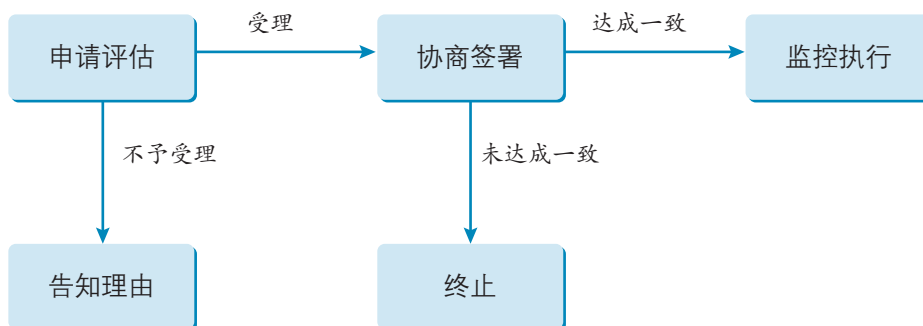 受理
达成一致
申请评估
协商签署
监控执行
不予受理
未达成一致
告知理由
终止